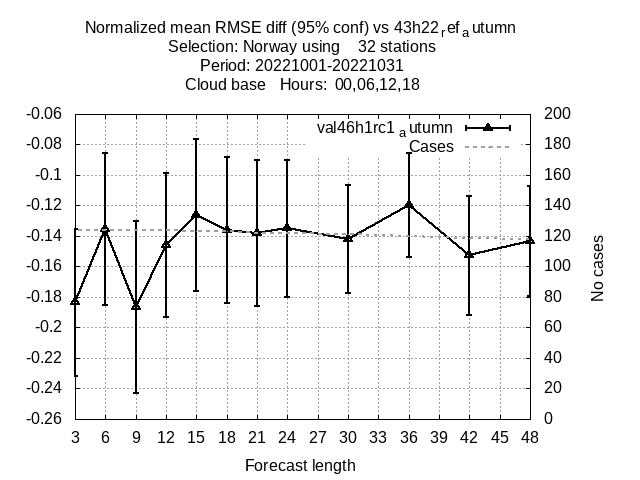 Normalized mean RMSE diff (95% conf) vs 43h22_ref_autumn
Selection: Norway using    32 stations
Period: 20221001-20221031
Cloud base   Hours: 00,06,12,18
-0.06 200
val46h1rc1_autumn
-0.08 180
Cases
-0.1 160
-0.12 140
-0.14 120
-0.16 100
-0.18 80
-0.2 60
-0.22 40
-0.24 20
-0.26 0
No cases
3 6 9 12 15 18 21 24 27 30 33 36 39 42 45 48
Forecast length